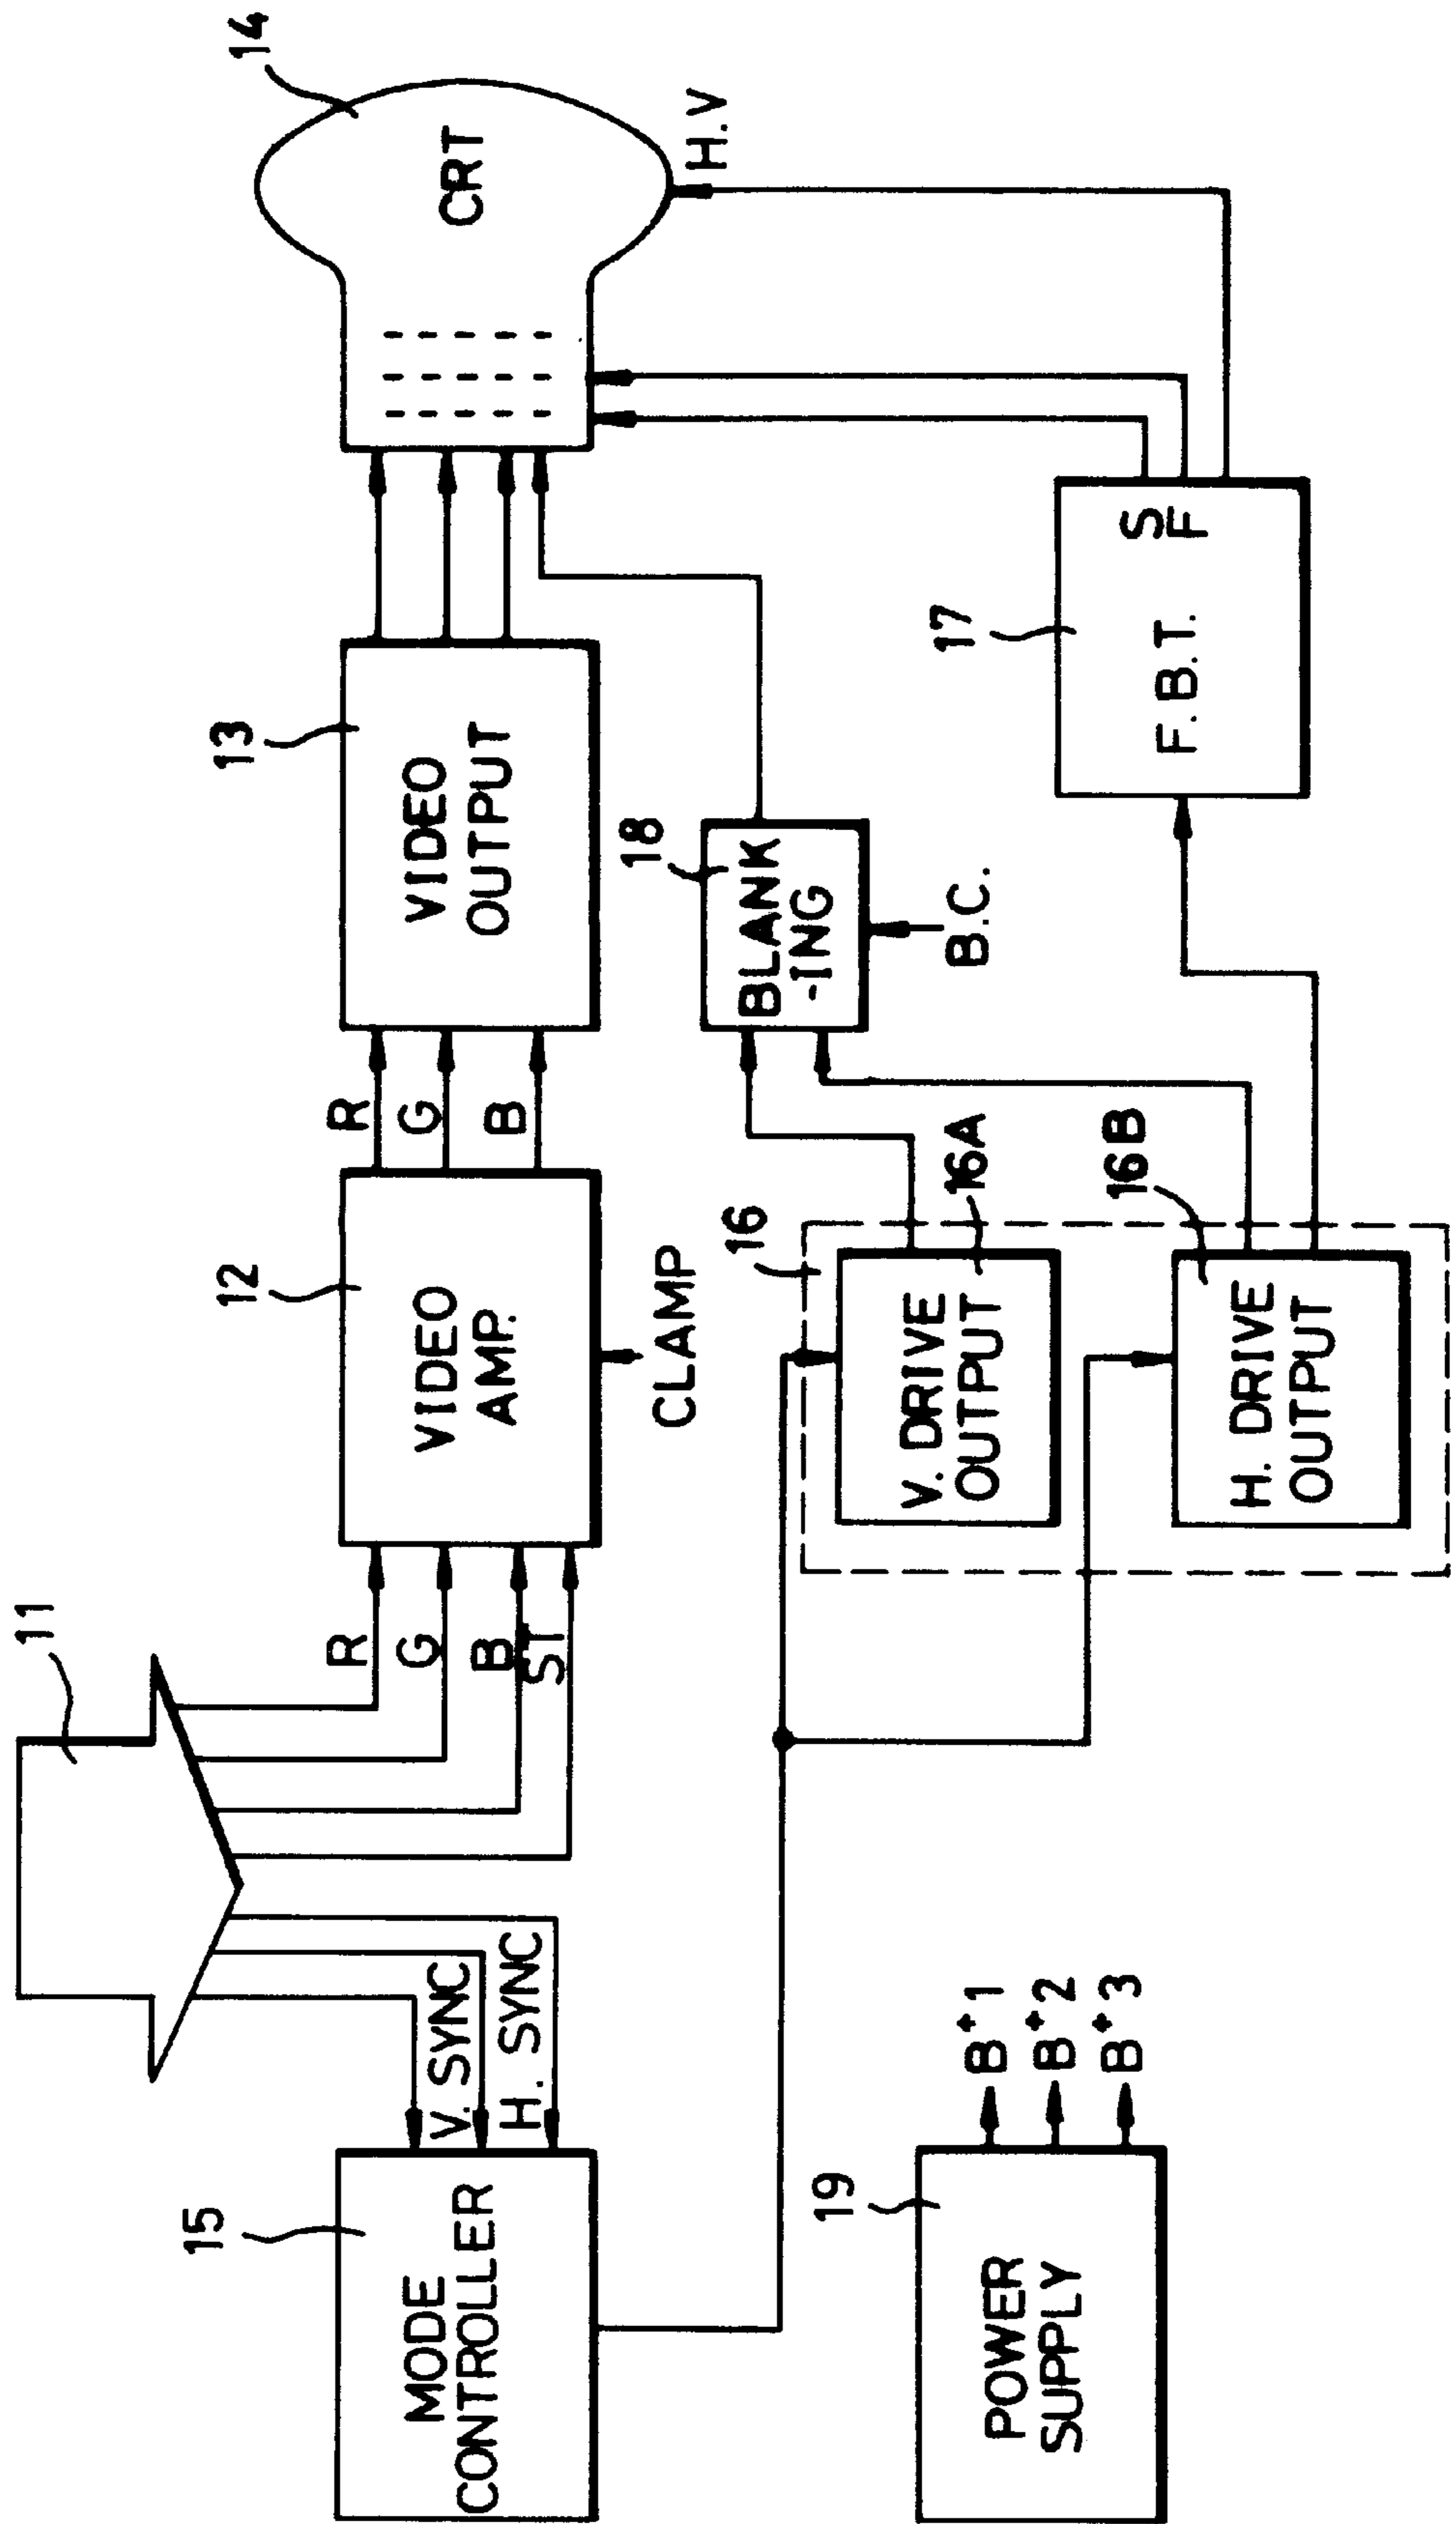 11
15
MODE
CONTROLLER
V. SYNC
H. SYNC
R
G
B
ST
12
VIDEO
AMP.
CLAMP
R
G
B
13
VIDEO
OUTPUT
14
CRT
H.V
18
BLANK
-ING
B.C.
16
16A
V. DRIVE
OUTPUT
16B
H. DRIVE
OUTPUT
17
F.B.T.
S
F
19
POWER
SUPPLY
B+1
B+2
B+3